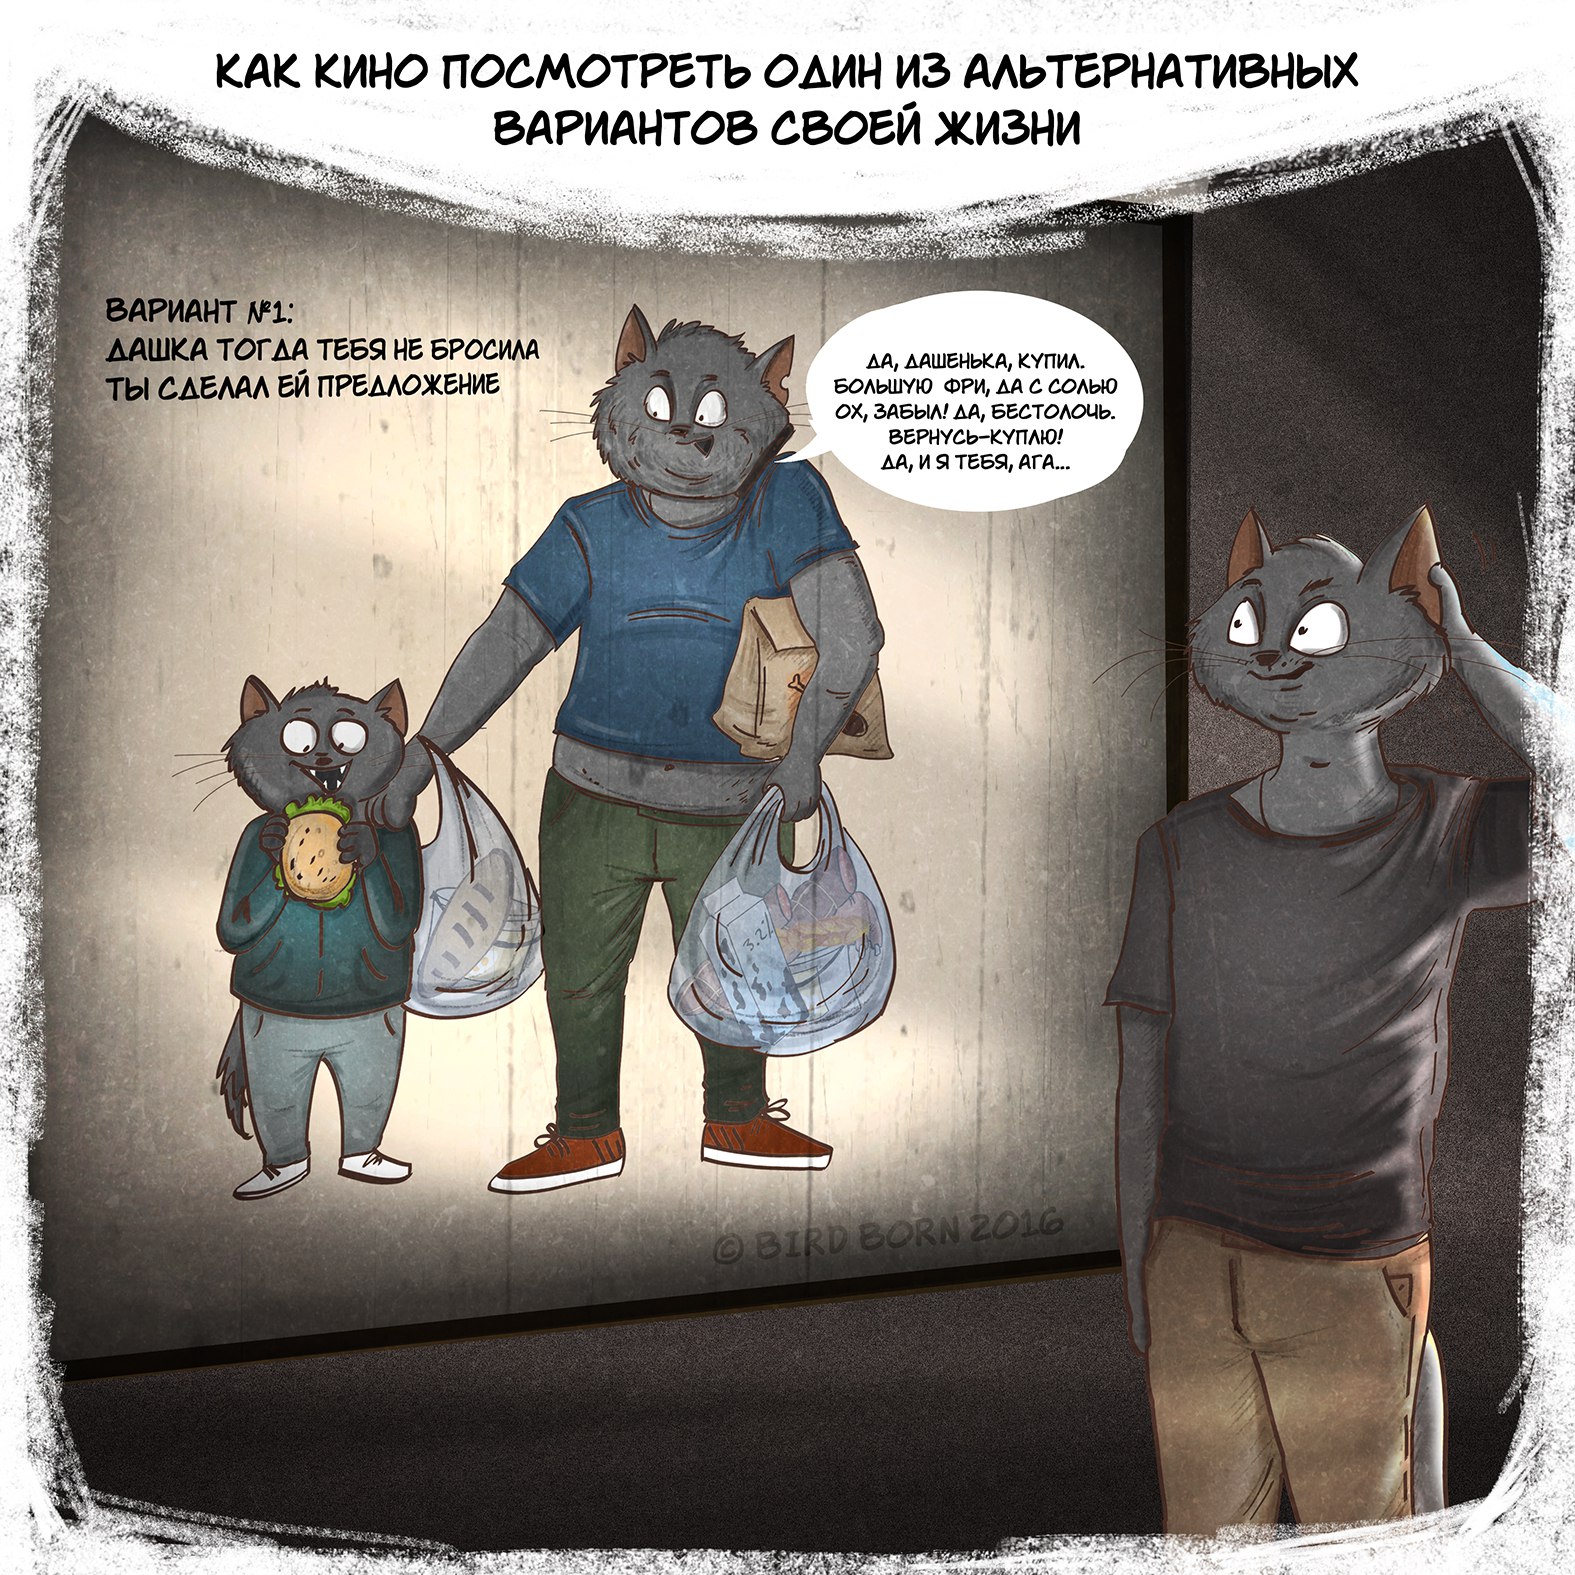 КАК КИНО ПОСМОТРЕТЬ ОДИН ИЗ АЛЬТЕРНАТИВНЫХ
ВАРИАНТОВ СВОЕЙ ЖИЗНИ
ВАРИАНТ №1:
ДАШКА ТОГДА ТЕБЯ НЕ БРОСИЛА
ТЫ СДЕЛАЛ ЕЙ ПРЕДЛОЖЕНИЕ
ДА, ДАШЕНЬКА, КУПИЛ.
БОЛЬШУЮ ФРИ, ДА С СОЛЬЮ
ОХ, ЗАБЫЛ! ДА, БЕСТОЛОЧЬ.
ВЕРНУСЬ-КУПЛЮ!
ДА, И Я ТЕБЯ, АГА...
3.2%
© BIRD BORN 2016